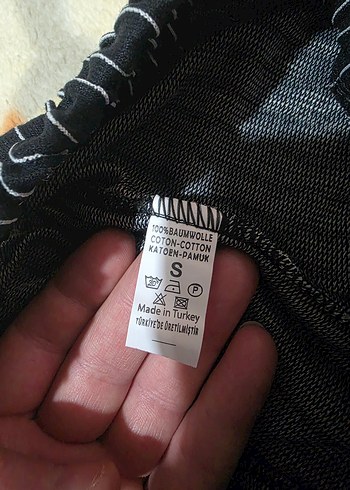 100%BAUMWOLLE
COTON-COTTON
KATOEN-PAMUK
S
P
Made in Turkey
TÜRKİYE'DE ÜRETİLMİŞTİR